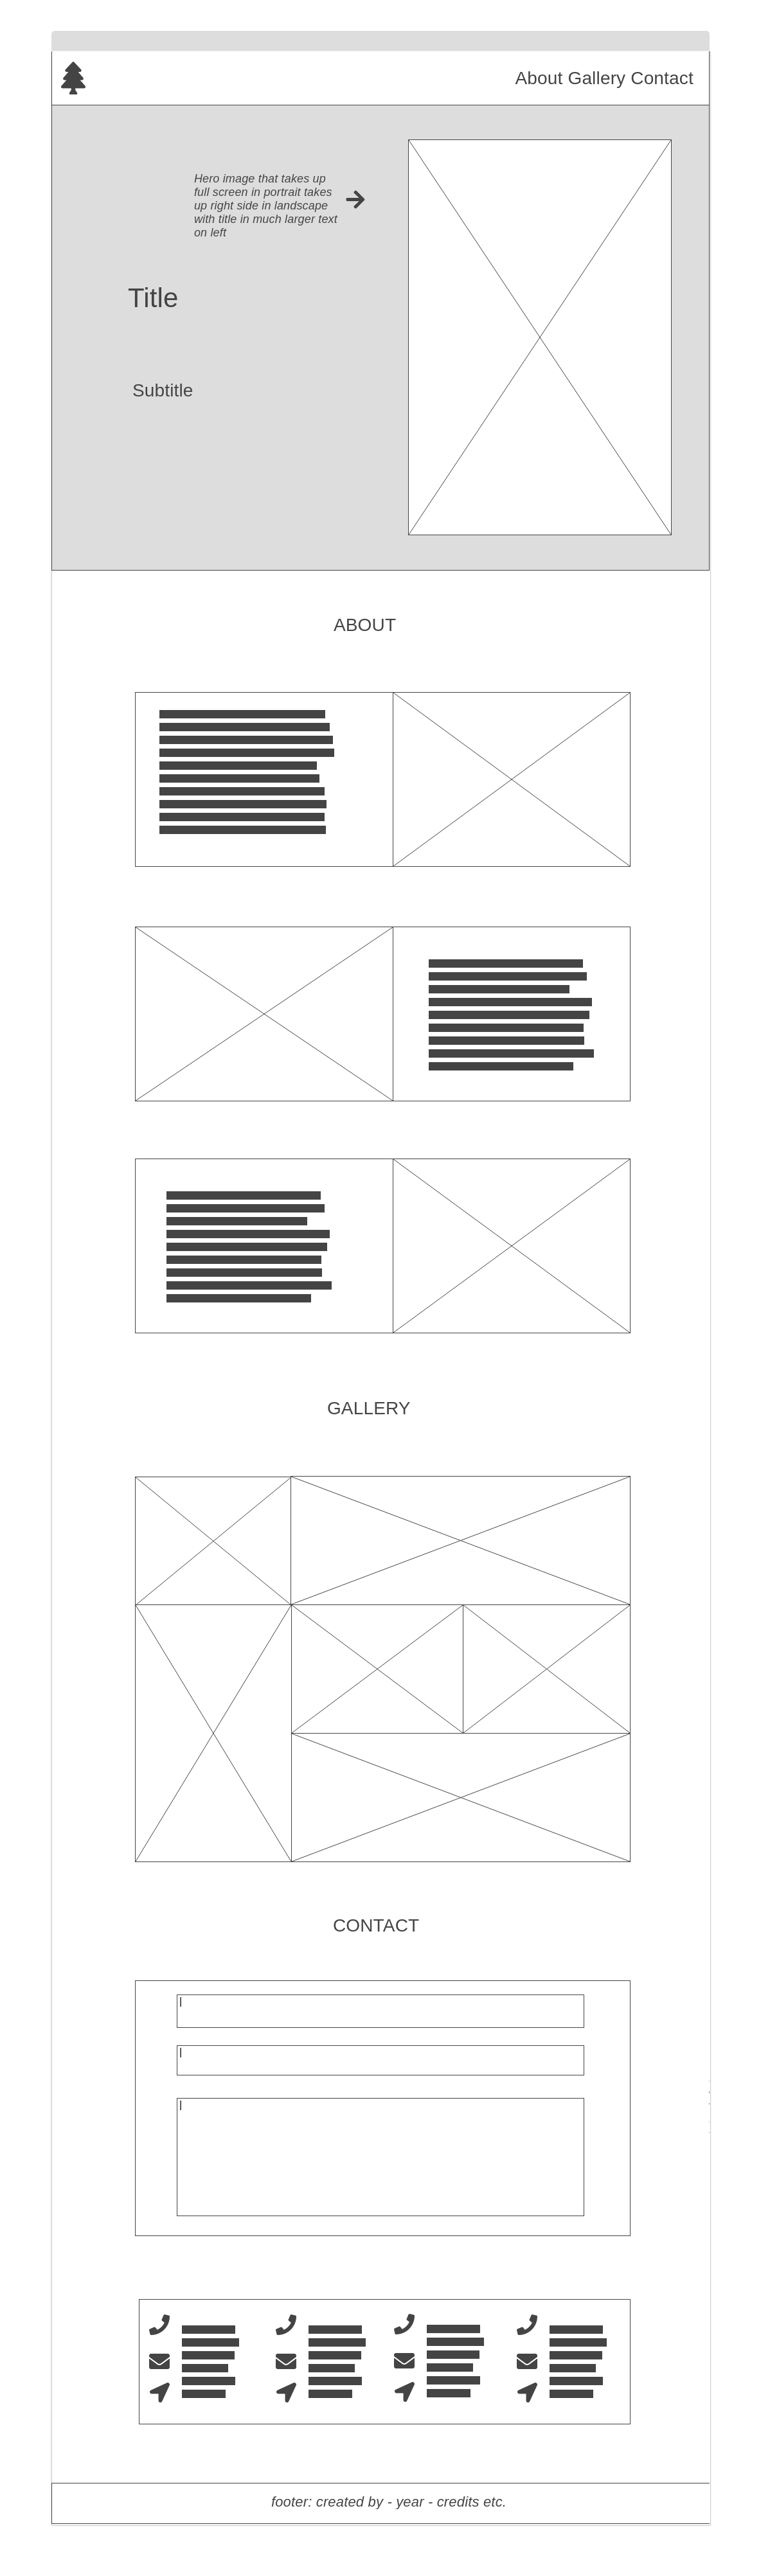 About Gallery Contact
Hero image that takes up
full screen in portrait takes
up right side in landscape
with title in much larger text
on left
Title
Subtitle
ABOUT
GALLERY
CONTACT
footer: created by - year - credits etc.